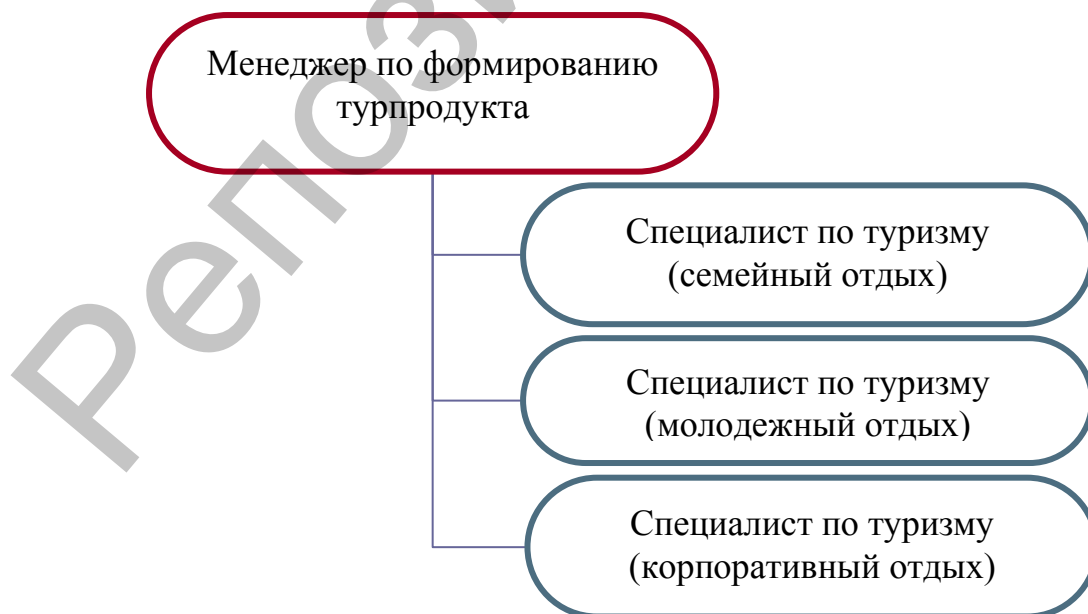 Менеджер по формированию
турпродукта
Специалист по туризму
(семейный отдых)
Специалист по туризму
(молодежный отдых)
Специалист по туризму
(корпоративный отдых)